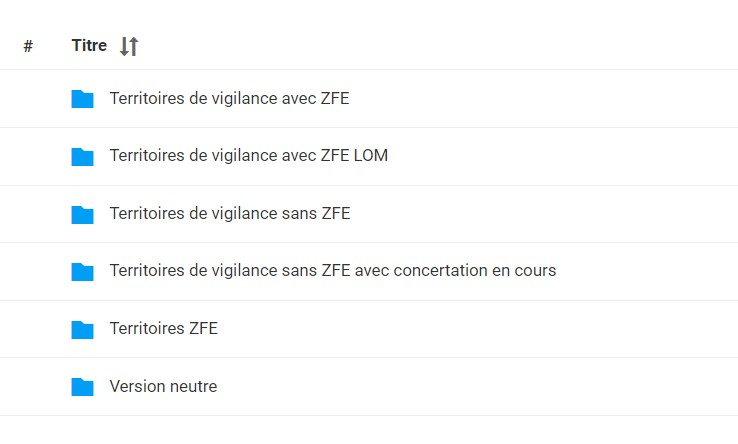 # Titre
Territoires de vigilance avec ZFE
Territoires de vigilance avec ZFE LOM
Territoires de vigilance sans ZFE
Territoires de vigilance sans ZFE avec concertation en cours
Territoires ZFE
Version neutre